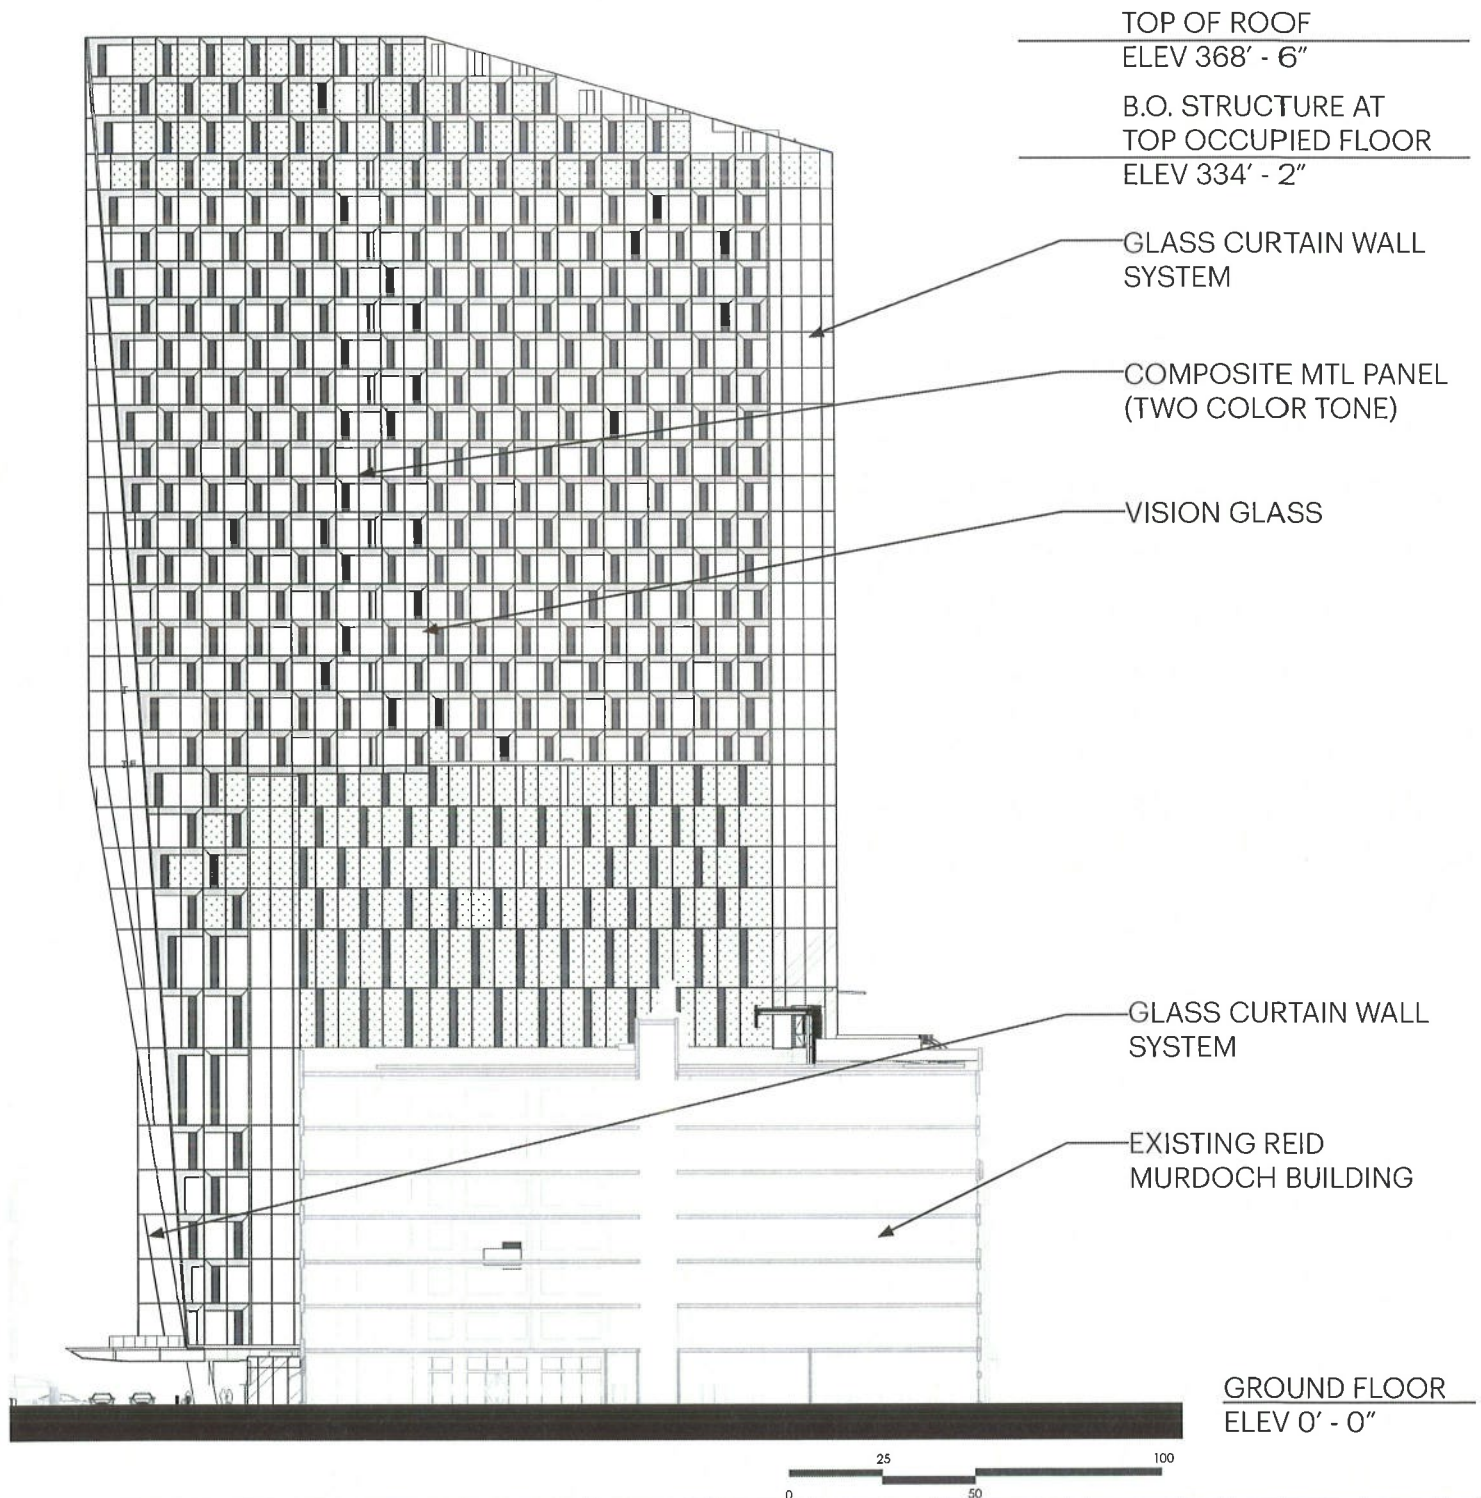 TOP OF ROOF
ELEV 368' - 6"
B.O. STRUCTURE AT
TOP OCCUPIED FLOOR
ELEV 334' - 2"
GLASS CURTAIN WALL
SYSTEM
COMPOSITE MTL PANEL
(TWO COLOR TONE)
VISION GLASS
GLASS CURTAIN WALL
SYSTEM
EXISTING REID
MURDOCH BUILDING
GROUND FLOOR
ELEV 0' - 0"
25
100
0
50